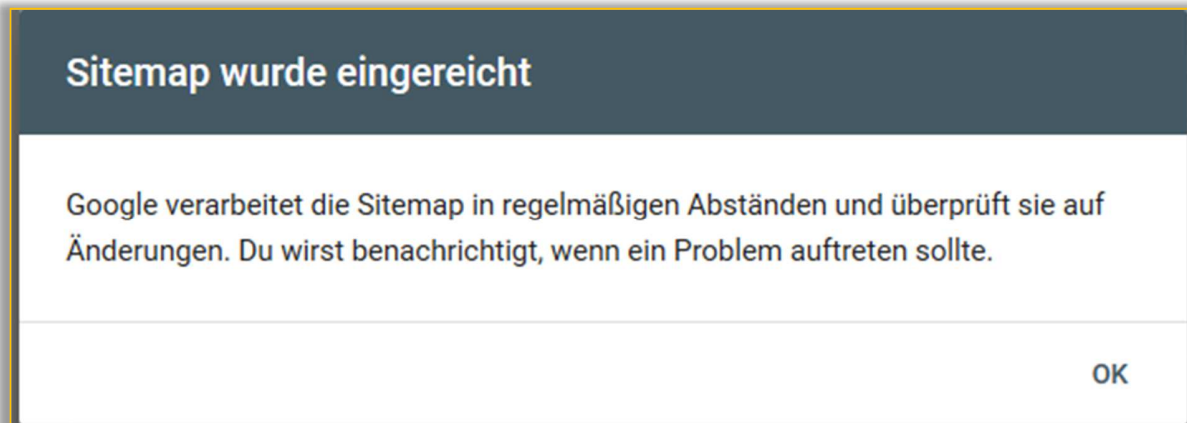 Sitemap wurde eingereicht
Google verarbeitet die Sitemap in regelmäßigen Abständen und überprüft sie auf
Änderungen. Du wirst benachrichtigt, wenn ein Problem auftreten sollte.
OK